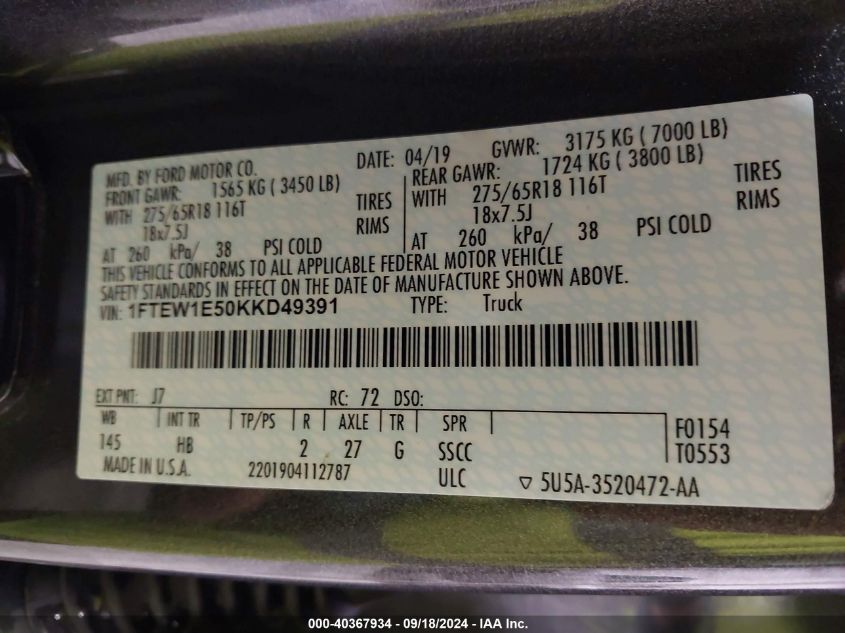 MFD. BY FORD MOTOR CO. DATE: 04/19 GVWR: 3175 KG ( 7000 LB)
FRONT GAWR: 1565 KG ( 3450 LB) REAR GAWR: 1724 KG ( 3800 LB)
WITH 275/65R18 116T TIRES WITH 275/65R18 116T TIRES
18x7.5J RIMS 18x7.5J RIMS
AT 260 kPa/ 38 PSI COLD AT 260 kPa/ 38 PSI COLD
THIS VEHICLE CONFORMS TO ALL APPLICABLE FEDERAL MOTOR VEHICLE
SAFETY STANDARDS IN EFFECT ON THE DATE OF MANUFACTURE SHOWN ABOVE.
VIN: 1FTEW1E50KKD49391 TYPE: Truck
EXT PNT: J7 RC: 72 DSO:
WB INT TR TP/PS R AXLE TR SPR F0154
145 HB 2 27 G SSCC T0553
MADE IN U.S.A. 2201904112787 ULC ▽ 5U5A-3520472-AA
000-40367934 - 09/18/2024 - IAA Inc.